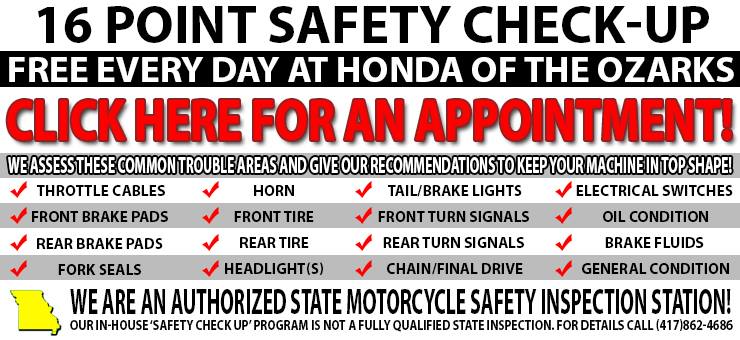 16 POINT SAFETY CHECK-UP
FREE EVERY DAY AT HONDA OF THE OZARKS
CLICK HERE FOR AN APPOINTMENT!
WE ASSESS THESE COMMON TROUBLE AREAS AND GIVE OUR RECOMMENDATIONS TO KEEP YOUR MACHINE IN TOP SHAPE!
THROTTLE CABLES HORN TAIL/BRAKE LIGHTS ELECTRICAL SWITCHES
FRONT BRAKE PADS FRONT TIRE FRONT TURN SIGNALS OIL CONDITION
REAR BRAKE PADS REAR TIRE REAR TURN SIGNALS BRAKE FLUIDS
FORK SEALS HEADLIGHT(S) CHAIN/FINAL DRIVE GENERAL CONDITION
WE ARE AN AUTHORIZED STATE MOTORCYCLE SAFETY INSPECTION STATION!
OUR IN-HOUSE 'SAFETY CHECK UP' PROGRAM IS NOT A FULLY QUALIFIED STATE INSPECTION. FOR DETAILS CALL (417)862-4686